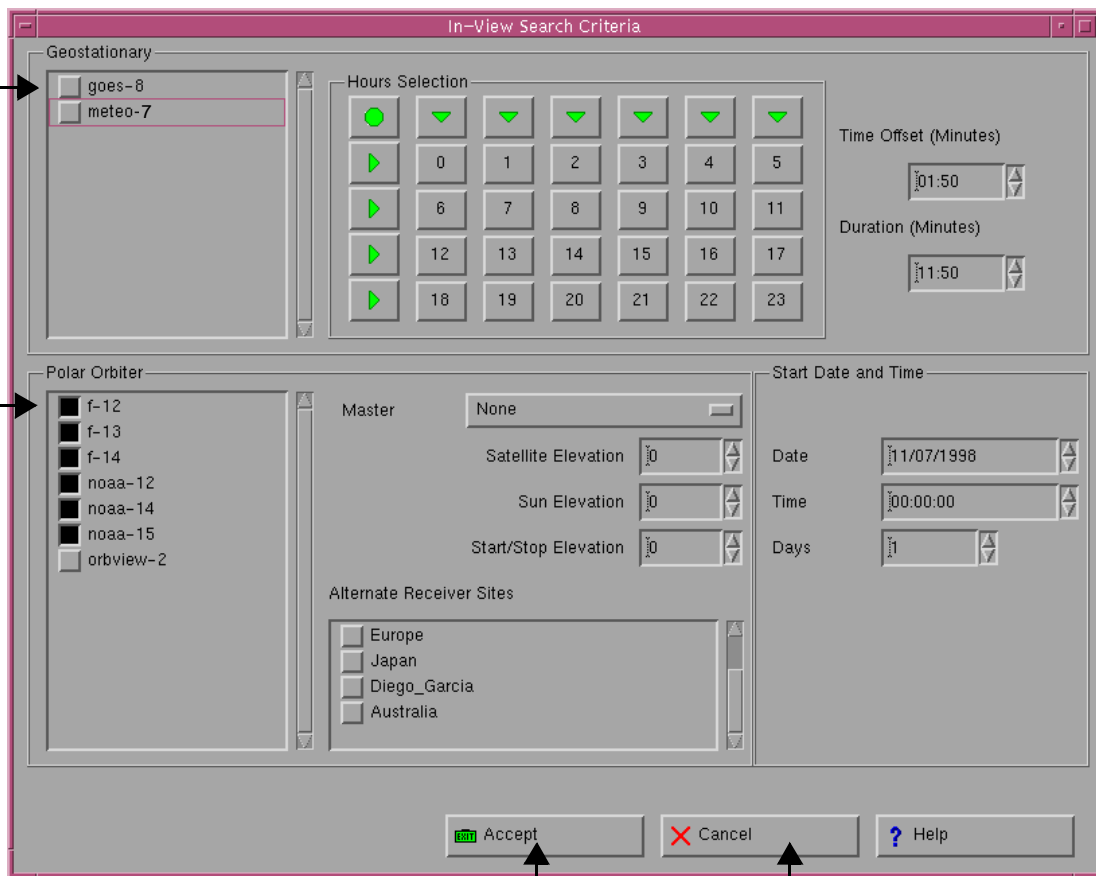 In-View Search Criteria
Geostationary
goes-8
meteo-7
Hours Selection
0 1 2 3 4 5
6 7 8 9 10 11
12 13 14 15 16 17
18 19 20 21 22 23
Time Offset (Minutes)
01:50
Duration (Minutes)
11:50
Polar Orbiter
f-12
f-13
f-14
noaa-12
noaa-14
noaa-15
orbview-2
Master None
Satellite Elevation 0
Sun Elevation 0
Start/Stop Elevation 0
Alternate Receiver Sites
Europe
Japan
Diego_Garcia
Australia
Start Date and Time
Date 11/07/1998
Time 00:00:00
Days 1
EXIT Accept
Cancel
? Help